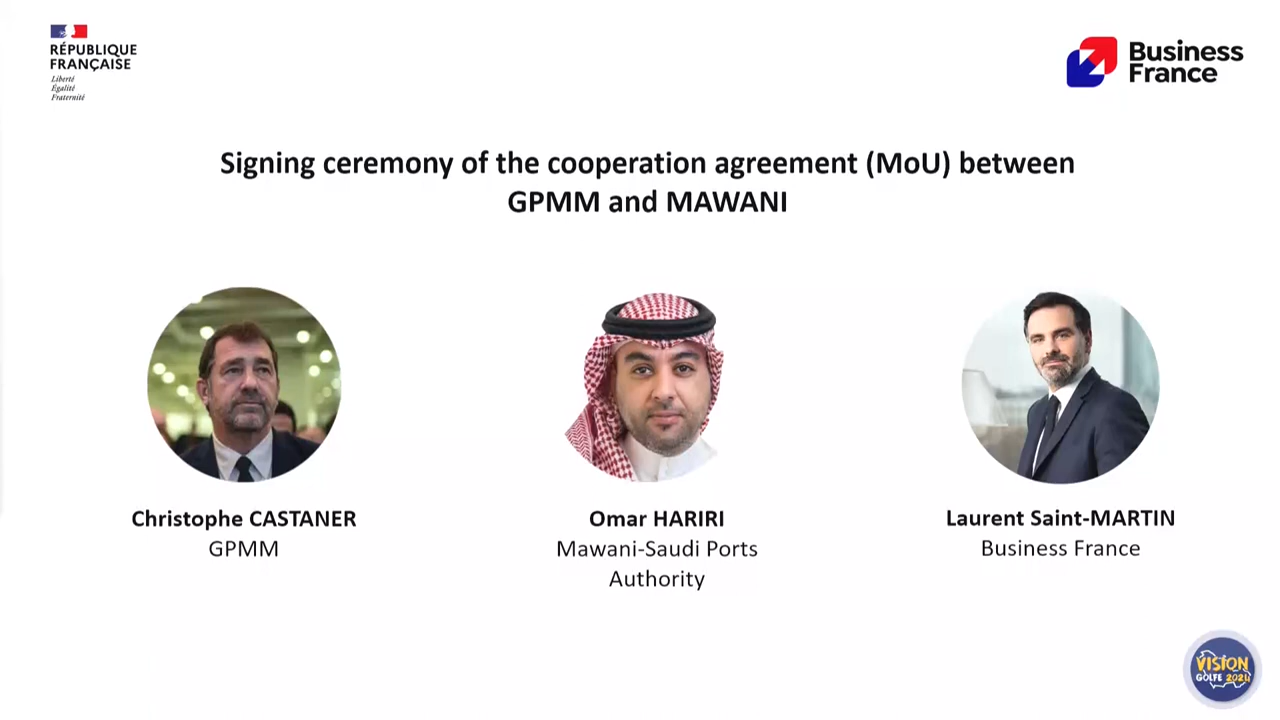 RÉPUBLIQUE
FRANÇAISE
Liberté
Égalité
Fraternité
Business
France
Signing ceremony of the cooperation agreement (MoU) between
GPMM and MAWANI
Christophe CASTANER
GPMM
Omar HARIRI
Mawani-Saudi Ports
Authority
Laurent Saint-MARTIN
Business France
VISION
GOLFE 2024